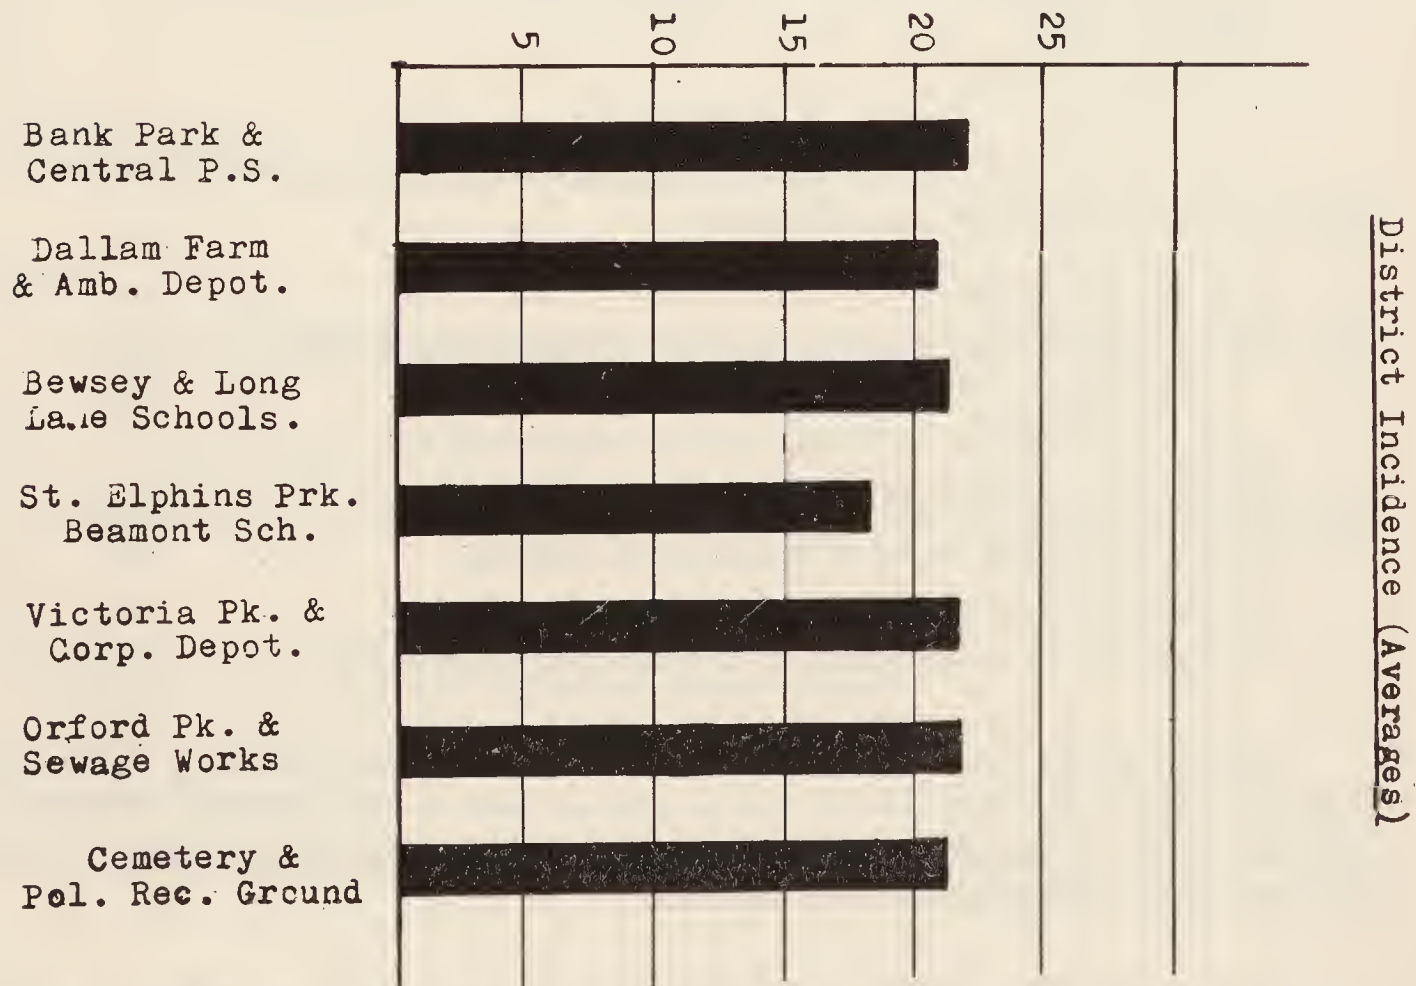 5
10
15
20
25
Bank Park &
Central P.S.
Dallam Farm
& Amb. Depot.
Bewsey & Long
Lane Schools.
St. Elphins Prk.
Beamont Sch.
Victoria Pk. &
Corp. Depot.
Orford Pk. &
Sewage Works
Cemetery &
Pol. Rec. Ground
District Incidence (Averages)